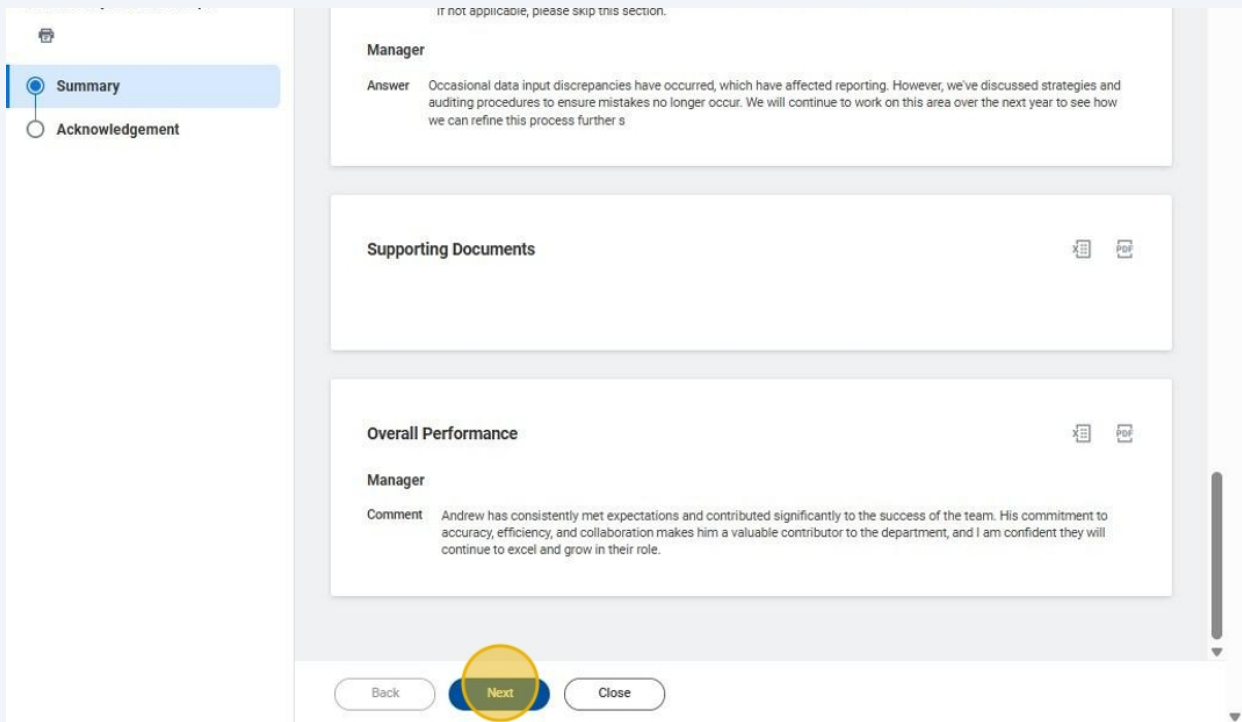 If not applicable, please skip this section.
Manager
Answer Occasional data input discrepancies have occurred, which have affected reporting. However, we've discussed strategies and
auditing procedures to ensure mistakes no longer occur. We will continue to work on this area over the next year to see how
we can refine this process further s
Summary
Acknowledgement
Supporting Documents
PDF
Overall Performance
PDF
Manager
Comment Andrew has consistently met expectations and contributed significantly to the success of the team. His commitment to
accuracy, efficiency, and collaboration makes him a valuable contributor to the department, and I am confident they will
continue to excel and grow in their role.
Back Next Close